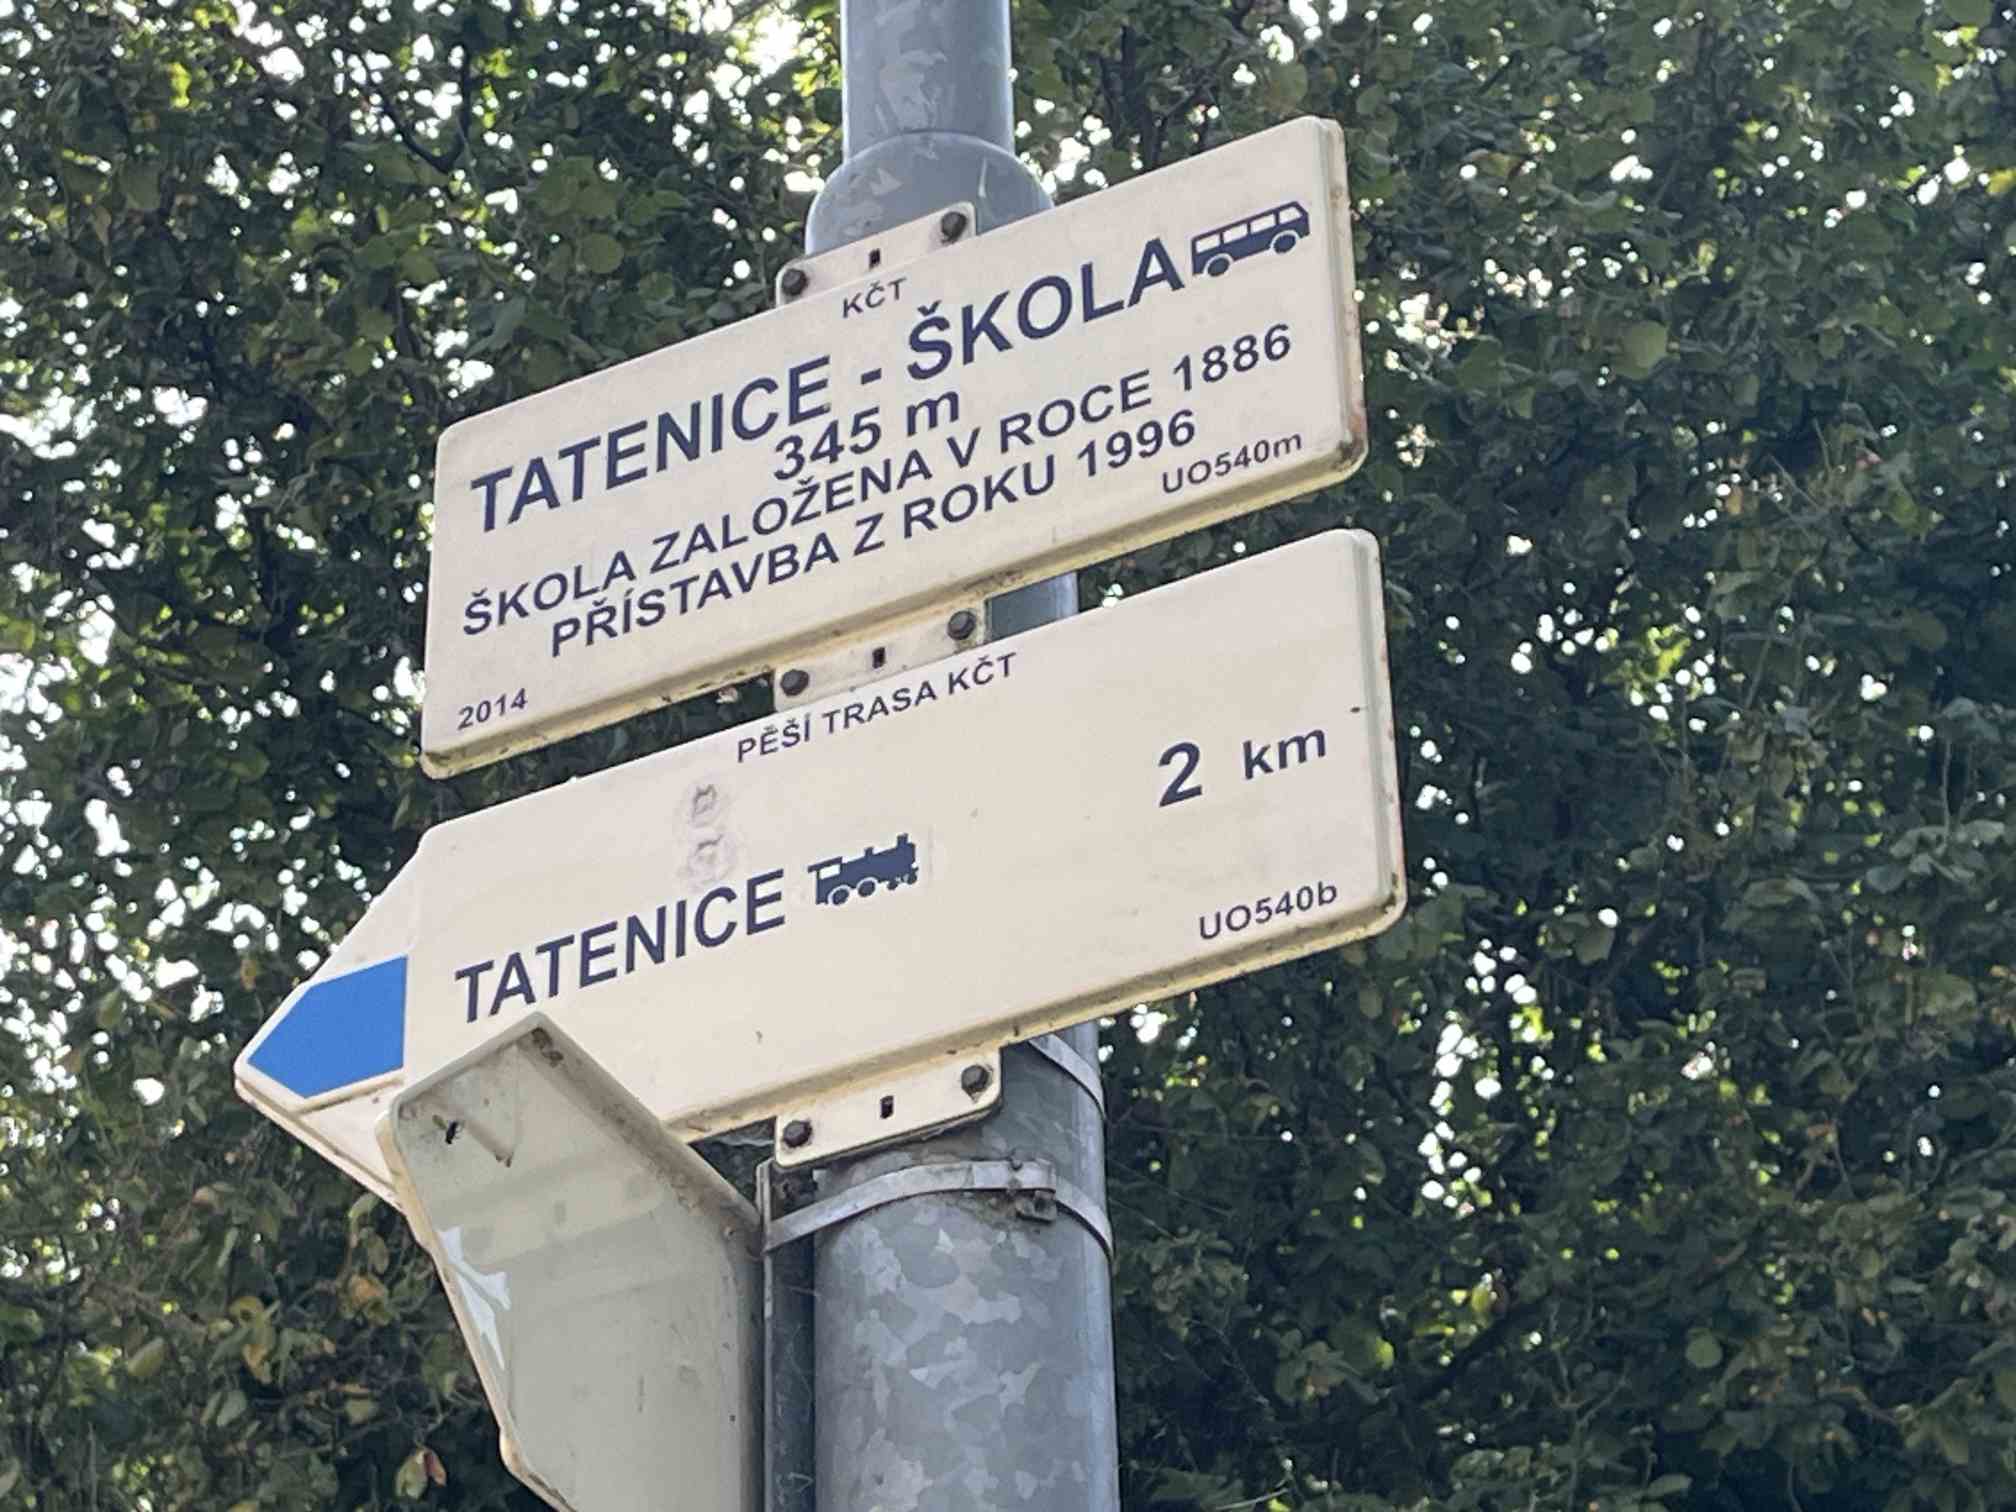 KČT
TATENICE - ŠKOLA
345 m
ŠKOLA ZALOŽENA V ROCE 1886
PŘÍSTAVBA Z ROKU 1996
UO540m
2014
PĚŠÍ TRASA KČT
2 km
TATENICE
UO540b